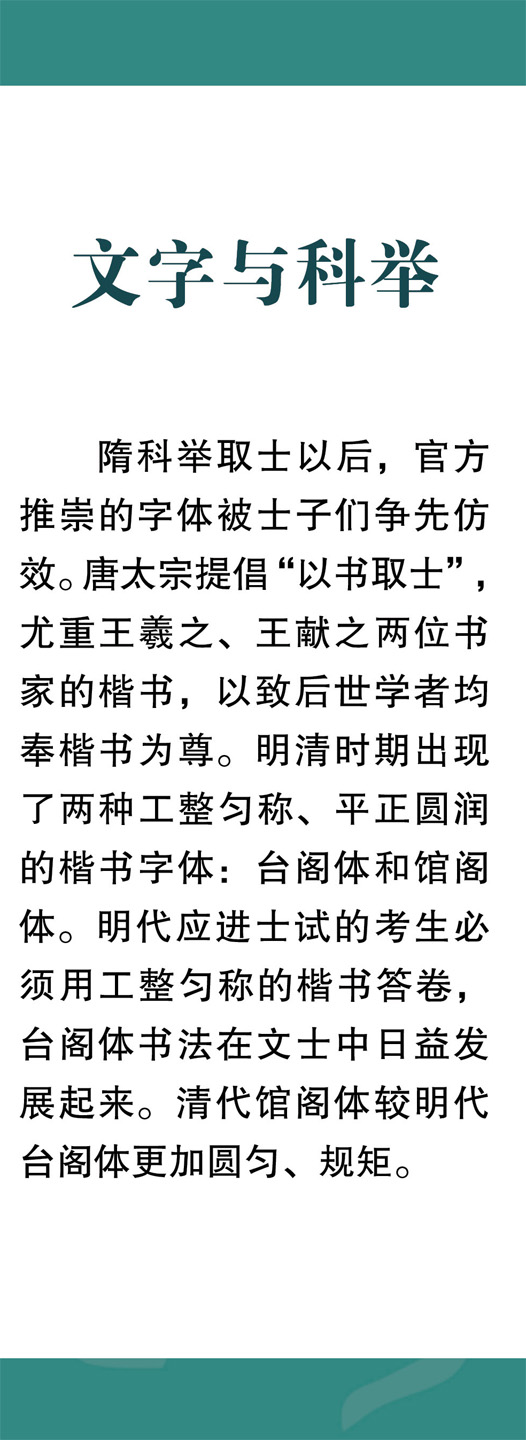 文字与科举
隋科举取士以后，官方
推崇的字体被士子们争先仿
效。唐太宗提倡“以书取士”，
尤重王羲之、王献之两位书
家的楷书，以致后世学者均
奉楷书为尊。明清时期出现
了两种工整匀称、平正圆润
的楷书字体：台阁体和馆阁
体。明代应进士试的考生必
须用工整匀称的楷书答卷，
台阁体书法在文士中日益发
展起来。清代馆阁体较明代
台阁体更加圆匀、规矩。